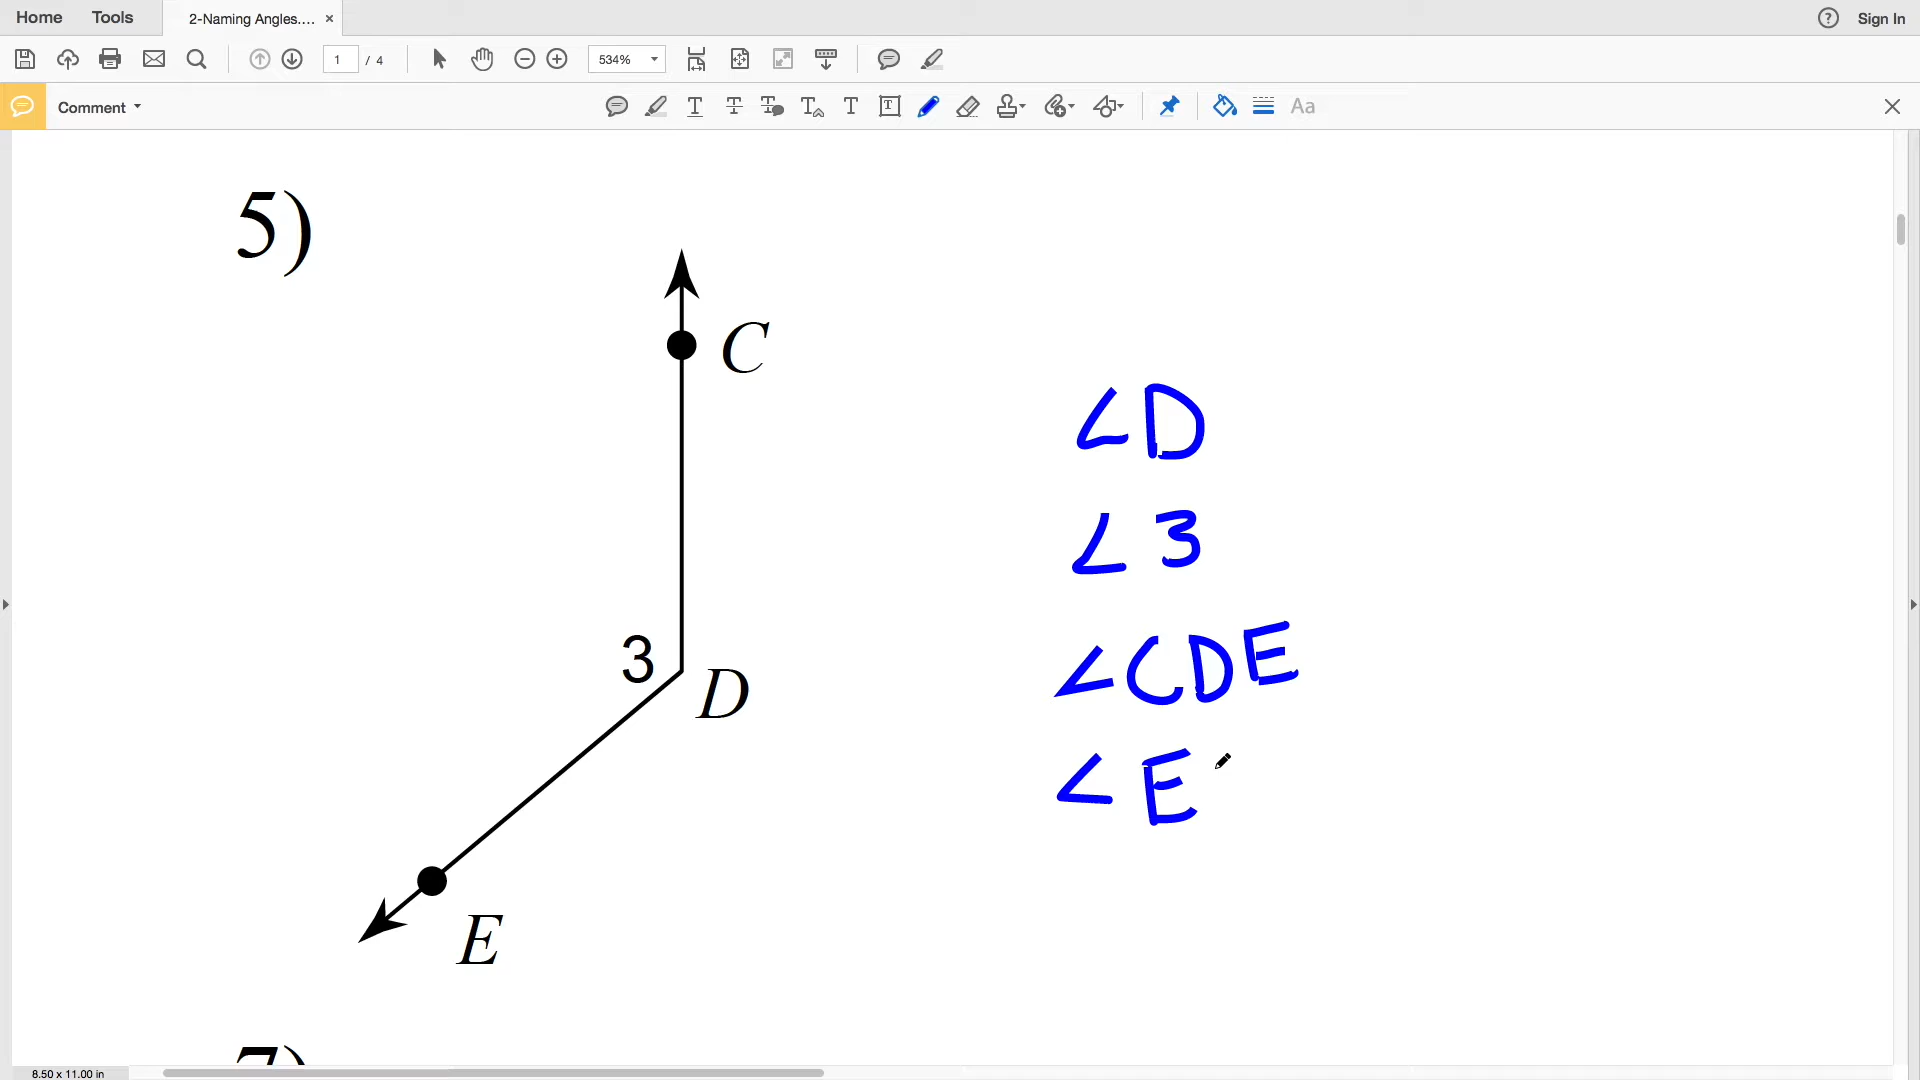 Home Tools 2-Naming Angles.... × ? Sign In
1 / 4 534%
Comment T T T T T T Aa
5)
C
∠D
∠3
3
D
∠CDE
∠E
E
8.50 x 11.00 in